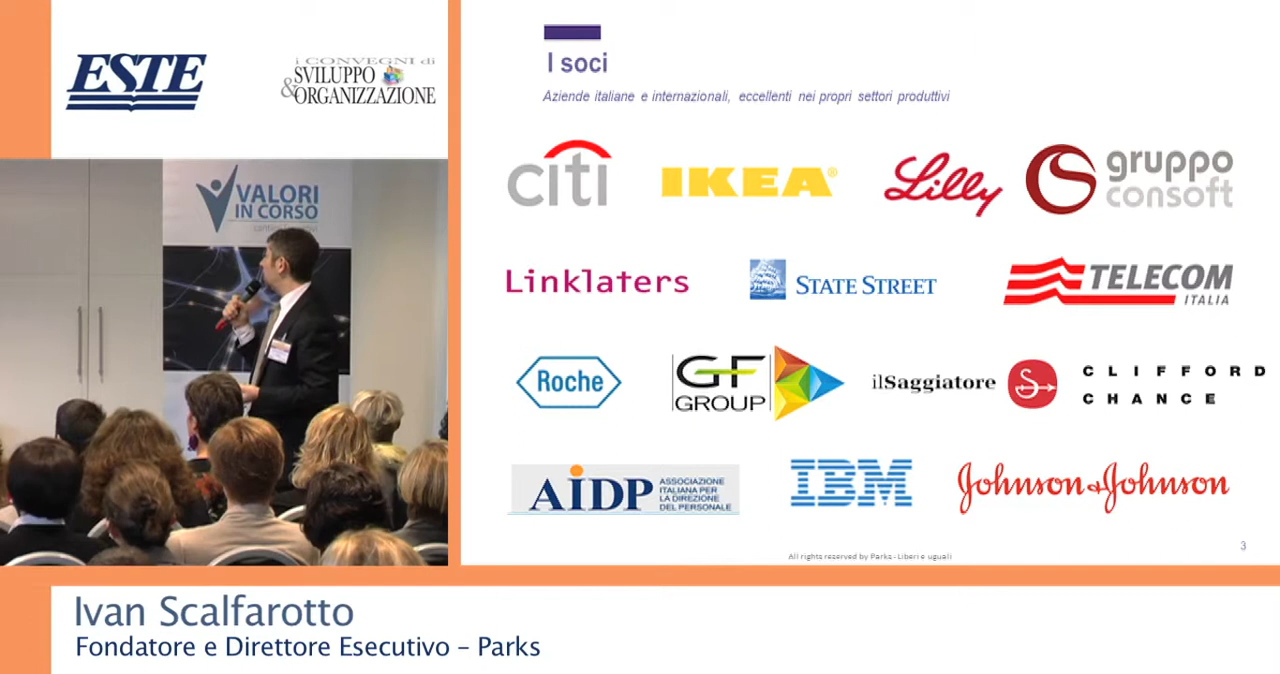 ESTE
i CONVEGNI di
SVILUPPO
&ORGANIZZAZIONE
VALORI
IN CORSO
I soci
Aziende italiane e internazionali, eccellenti nei propri settori produttivi
citi
IKEA®
Lilly
gruppo
consoft
Linklaters
STATE STREET
TELECOM
ITALIA
Roche
GF
GROUP
ilSaggiatore
S
CLIFFORD
CHANCE
AIDP
ASSOCIAZIONE
ITALIANA PER
LA DIREZIONE
DEL PERSONALE
IBM
Johnson&Johnson
All rights reserved by Parks - Liberi e uguali
3
Ivan Scalfarotto
Fondatore e Direttore Esecutivo – Parks